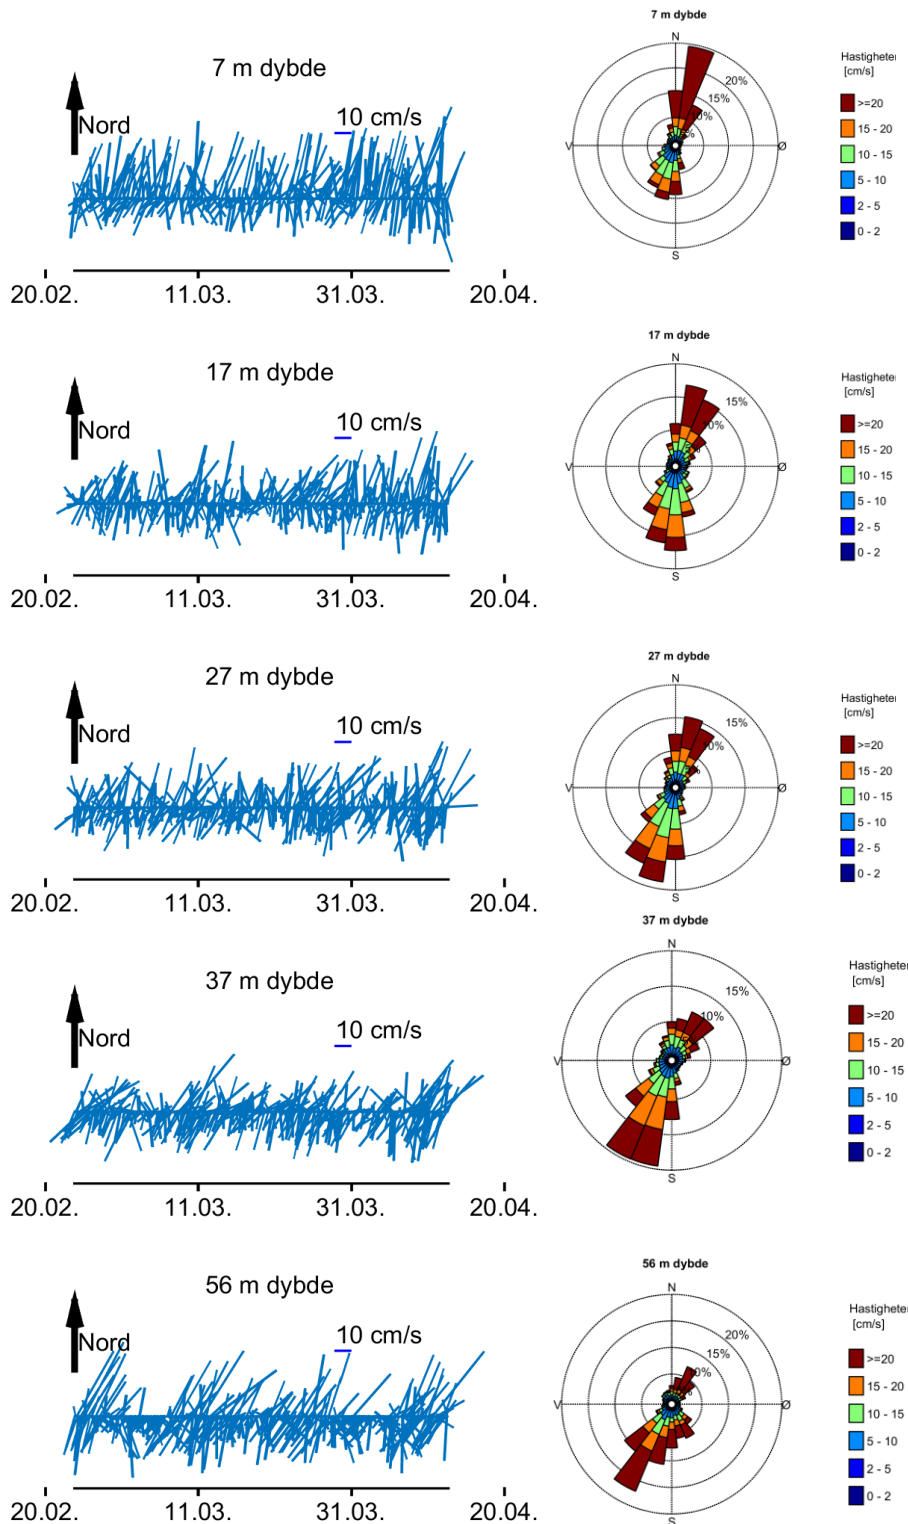 7 m dybde
Nord
10 cm/s
20.02.
11.03.
31.03.
20.04.
7 m dybde
N
20%
15%
V
Ø
S
Hastigheter
[cm/s]
>=20
15 - 20
10 - 15
5 - 10
2 - 5
0 - 2
17 m dybde
Nord
10 cm/s
20.02.
11.03.
31.03.
20.04.
17 m dybde
N
15%
V
Ø
S
Hastigheter
[cm/s]
>=20
15 - 20
10 - 15
5 - 10
2 - 5
0 - 2
27 m dybde
Nord
10 cm/s
20.02.
11.03.
31.03.
20.04.
27 m dybde
N
15%
V
Ø
S
Hastigheter
[cm/s]
>=20
15 - 20
10 - 15
5 - 10
2 - 5
0 - 2
37 m dybde
Nord
10 cm/s
20.02.
11.03.
31.03.
20.04.
37 m dybde
N
15%
10%
V
Ø
S
Hastigheter
[cm/s]
>=20
15 - 20
10 - 15
5 - 10
2 - 5
0 - 2
56 m dybde
Nord
10 cm/s
20.02.
11.03.
31.03.
20.04.
56 m dybde
N
20%
15%
V
Ø
S
Hastigheter
[cm/s]
>=20
15 - 20
10 - 15
5 - 10
2 - 5
0 - 2